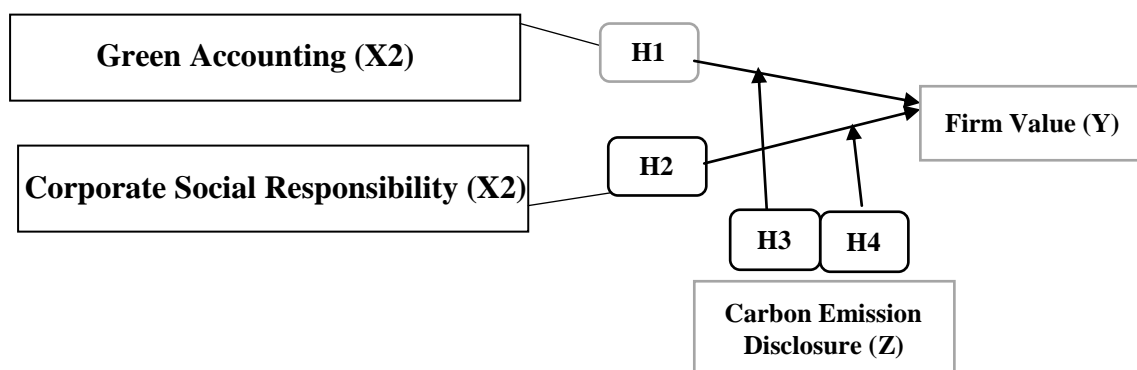 Green Accounting (X2)
H1
Firm Value (Y)
H2
Corporate Social Responsibility (X2)
H3
H4
Carbon Emission
Disclosure (Z)